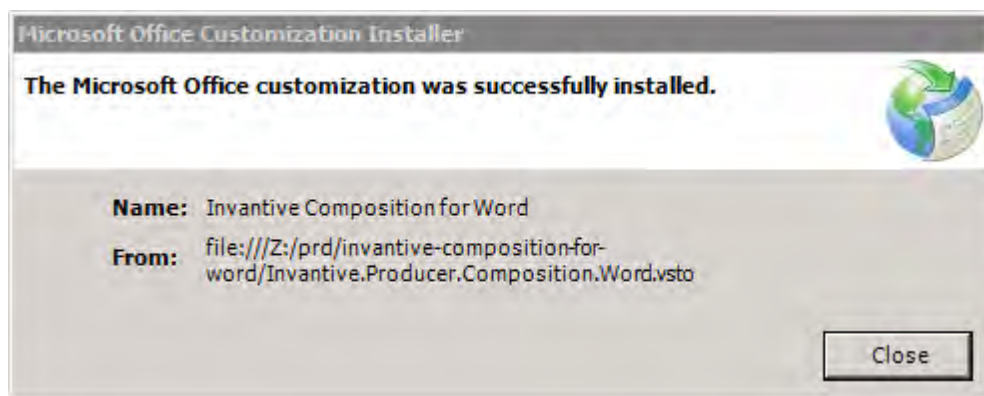 Microsoft Office Customization Installer
The Microsoft Office customization was successfully installed.
Name: Invantive Composition for Word
From: file:///Z:/prd/invantive-composition-for-
word/Invantive.Producer.Composition.Word.vsto
Close